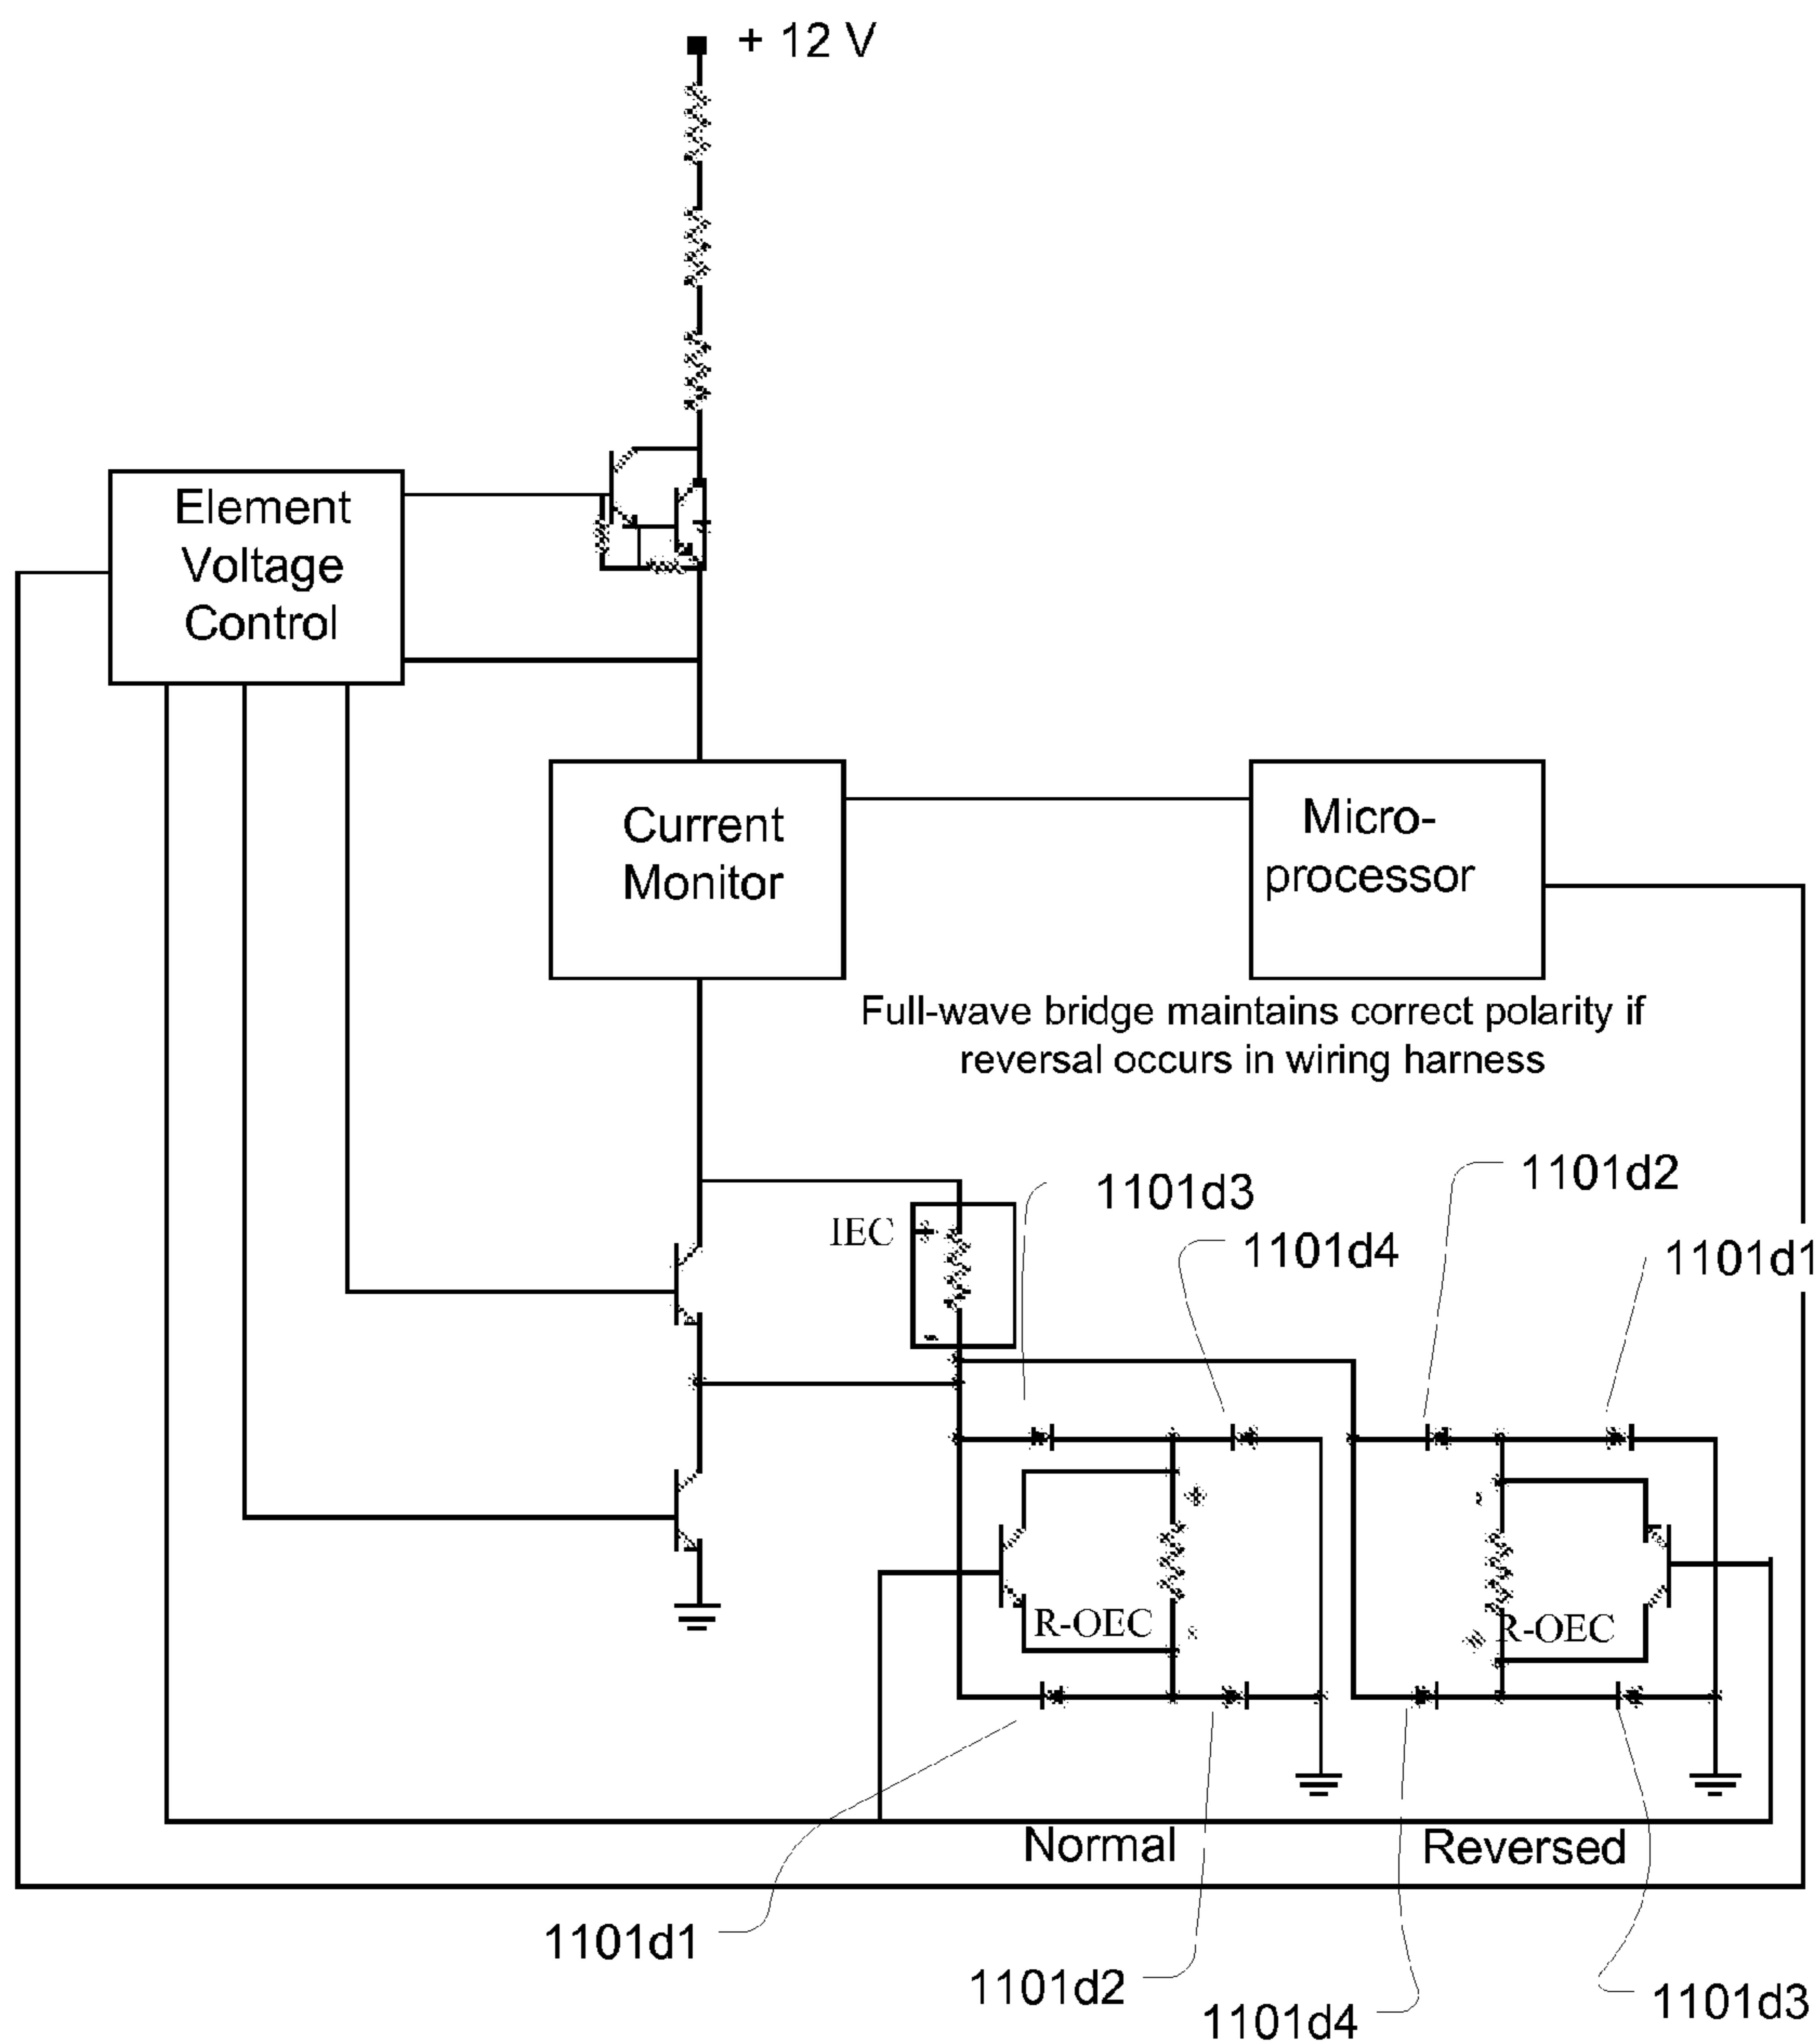 + 12 V
Element
Voltage
Control
Current
Monitor
Micro-
processor
Full-wave bridge maintains correct polarity if
reversal occurs in wiring harness
1101d3
1101d2
1101d4
1101d1
IEC
+
-
+
-
-
+
R-OEC
R-OEC
Normal
Reversed
1101d1
1101d2
1101d4
1101d3